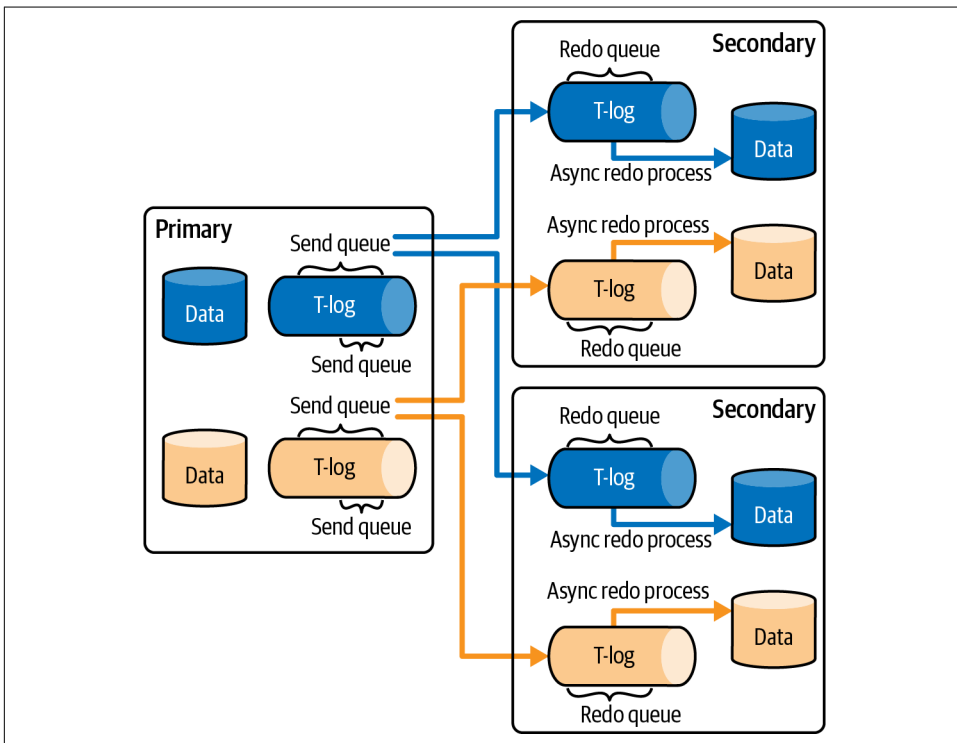 Primary
Send queue
Data
T-log
Send queue
Send queue
Data
T-log
Send queue
Secondary
Redo queue
T-log
Data
Async redo process
Async redo process
Data
T-log
Redo queue
Secondary
Redo queue
T-log
Data
Async redo process
Async redo process
Data
T-log
Redo queue